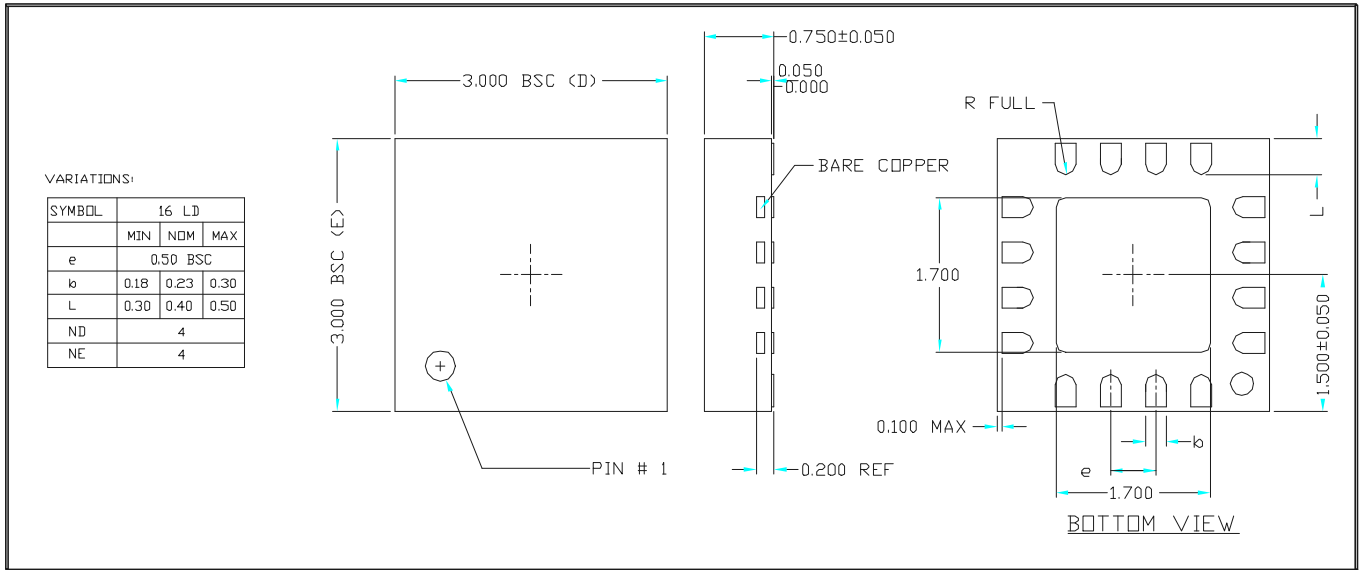 VARIATIONS:
SYMBOL 16 LD
MIN NOM MAX
e 0.50 BSC
b 0.18 0.23 0.30
L 0.30 0.40 0.50
ND 4
NE 4
3.000 BSC (D)
3.000 BSC (E)
PIN # 1
0.750±0.050
0.050
0.000
BARE COPPER
0.200 REF
R FULL
L
1.700
1.500±0.050
0.100 MAX
b
e
1.700
BOTTOM VIEW